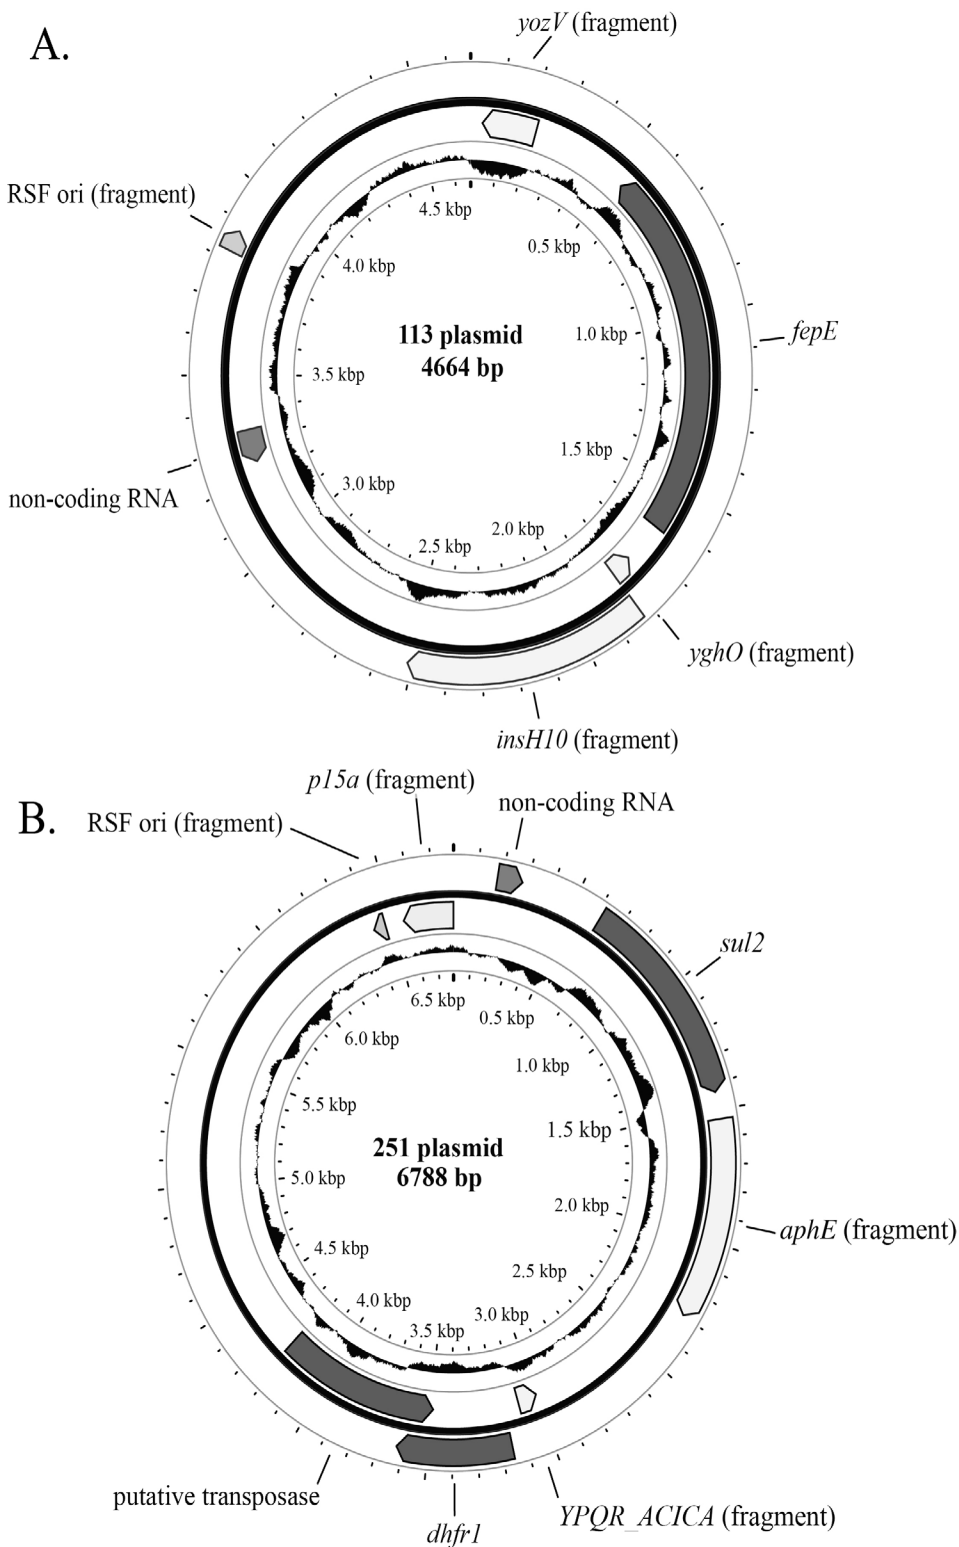 A.
yozV (fragment)
RSF ori (fragment)
4.5 kbp
0.5 kbp
4.0 kbp
113 plasmid
4664 bp
1.0 kbp
fepE
3.5 kbp
1.5 kbp
3.0 kbp
non-coding RNA
2.0 kbp
2.5 kbp
yghO (fragment)
insH10 (fragment)
p15a (fragment)
non-coding RNA
B.
RSF ori (fragment)
sul2
6.5 kbp
0.5 kbp
6.0 kbp
1.0 kbp
5.5 kbp
1.5 kbp
251 plasmid
6788 bp
5.0 kbp
2.0 kbp
aphE (fragment)
4.5 kbp
2.5 kbp
4.0 kbp
3.0 kbp
3.5 kbp
putative transposase
YPQR_ACICA (fragment)
dhfr1